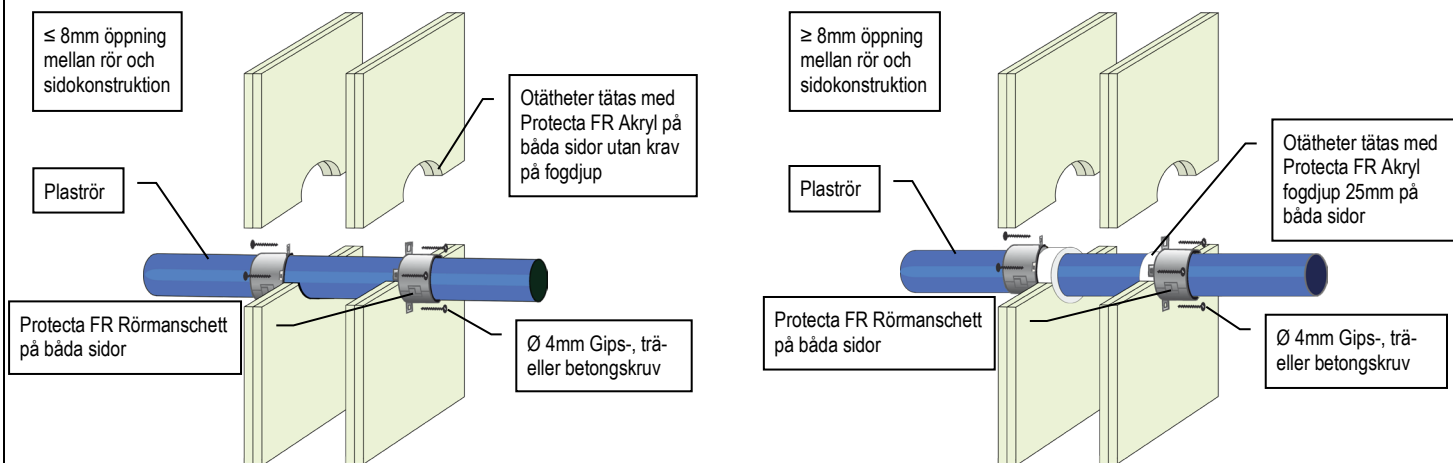 ≤ 8mm öppning
mellan rör och
sidokonstruktion
Otätheter tätas med
Protecta FR Akryl på
båda sidor utan krav
på fogdjup
Plaströr
Protecta FR Rörmanschett
på båda sidor
Ø 4mm Gips-, trä-
eller betongskruv
≥ 8mm öppning
mellan rör och
sidokonstruktion
Otätheter tätas med
Protecta FR Akryl
fogdjup 25mm på
båda sidor
Plaströr
Protecta FR Rörmanschett
på båda sidor
Ø 4mm Gips-, trä-
eller betongskruv